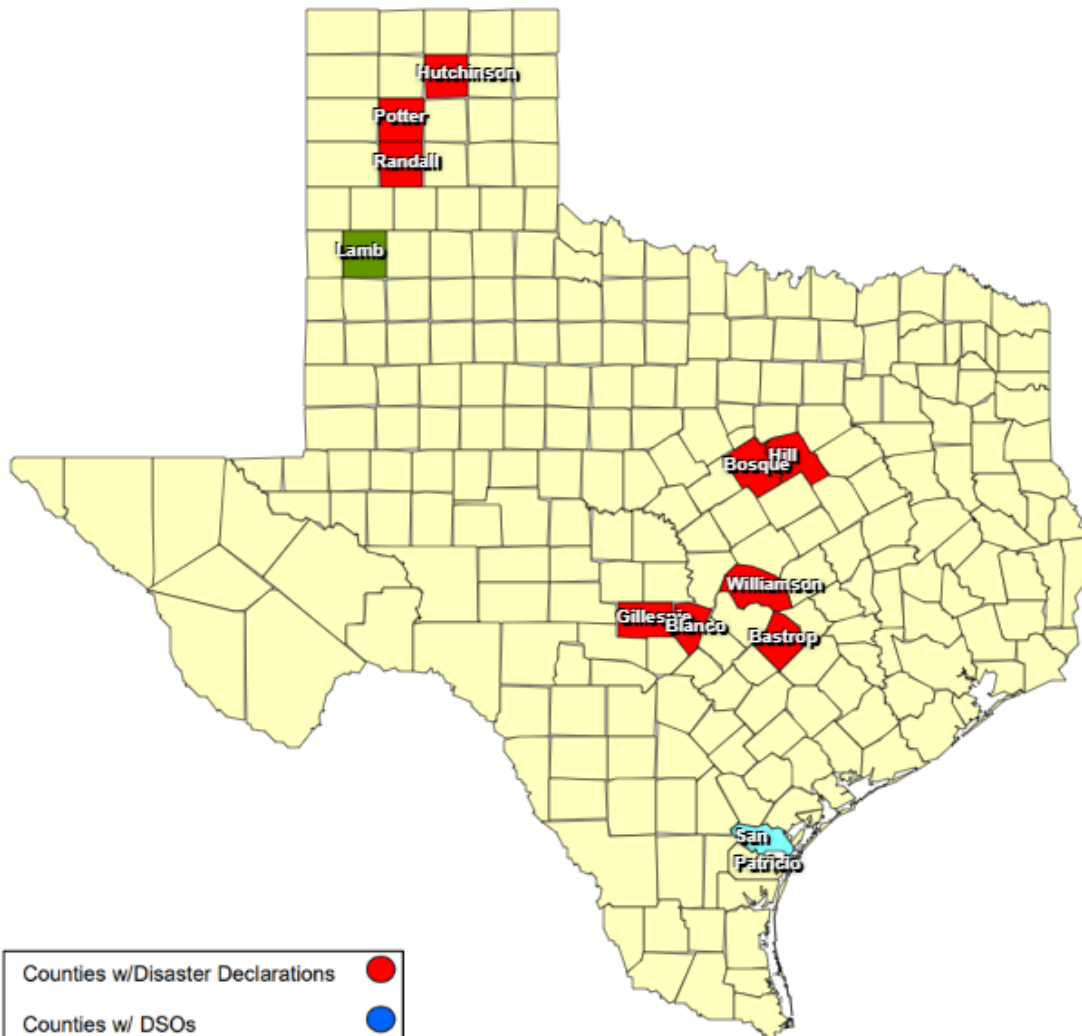 Hutchinson
Potter
Randall
Lamb
Hill
Bosque
Williamson
Gillespie
Blanco
Bastrop
San
Patricio
Counties w/Disaster Declarations
Counties w/ DSOs